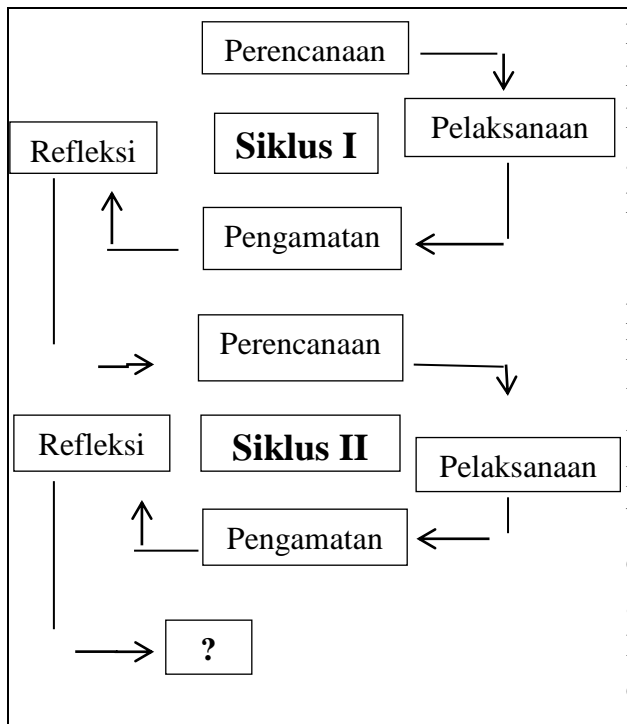 Perencanaan
Pelaksanaan
Refleksi
Siklus I
Pengamatan
Perencanaan
Refleksi
Siklus II
Pelaksanaan
Pengamatan
?